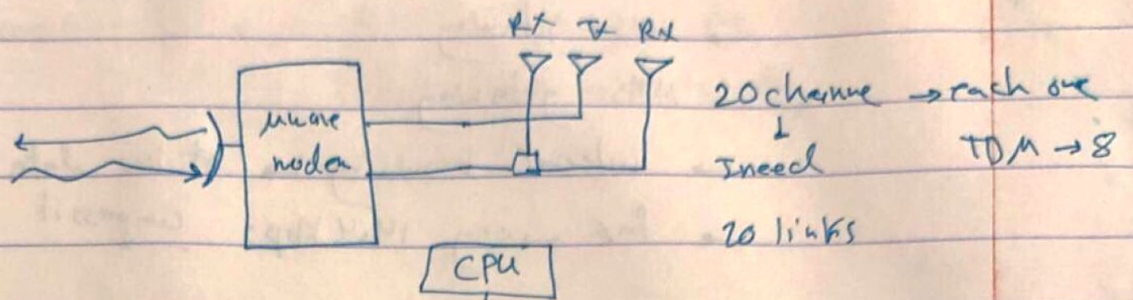 Rx Tx Rx
20 channe → each one
TDM → 8
I need
20 links
μwave
modem
CPU